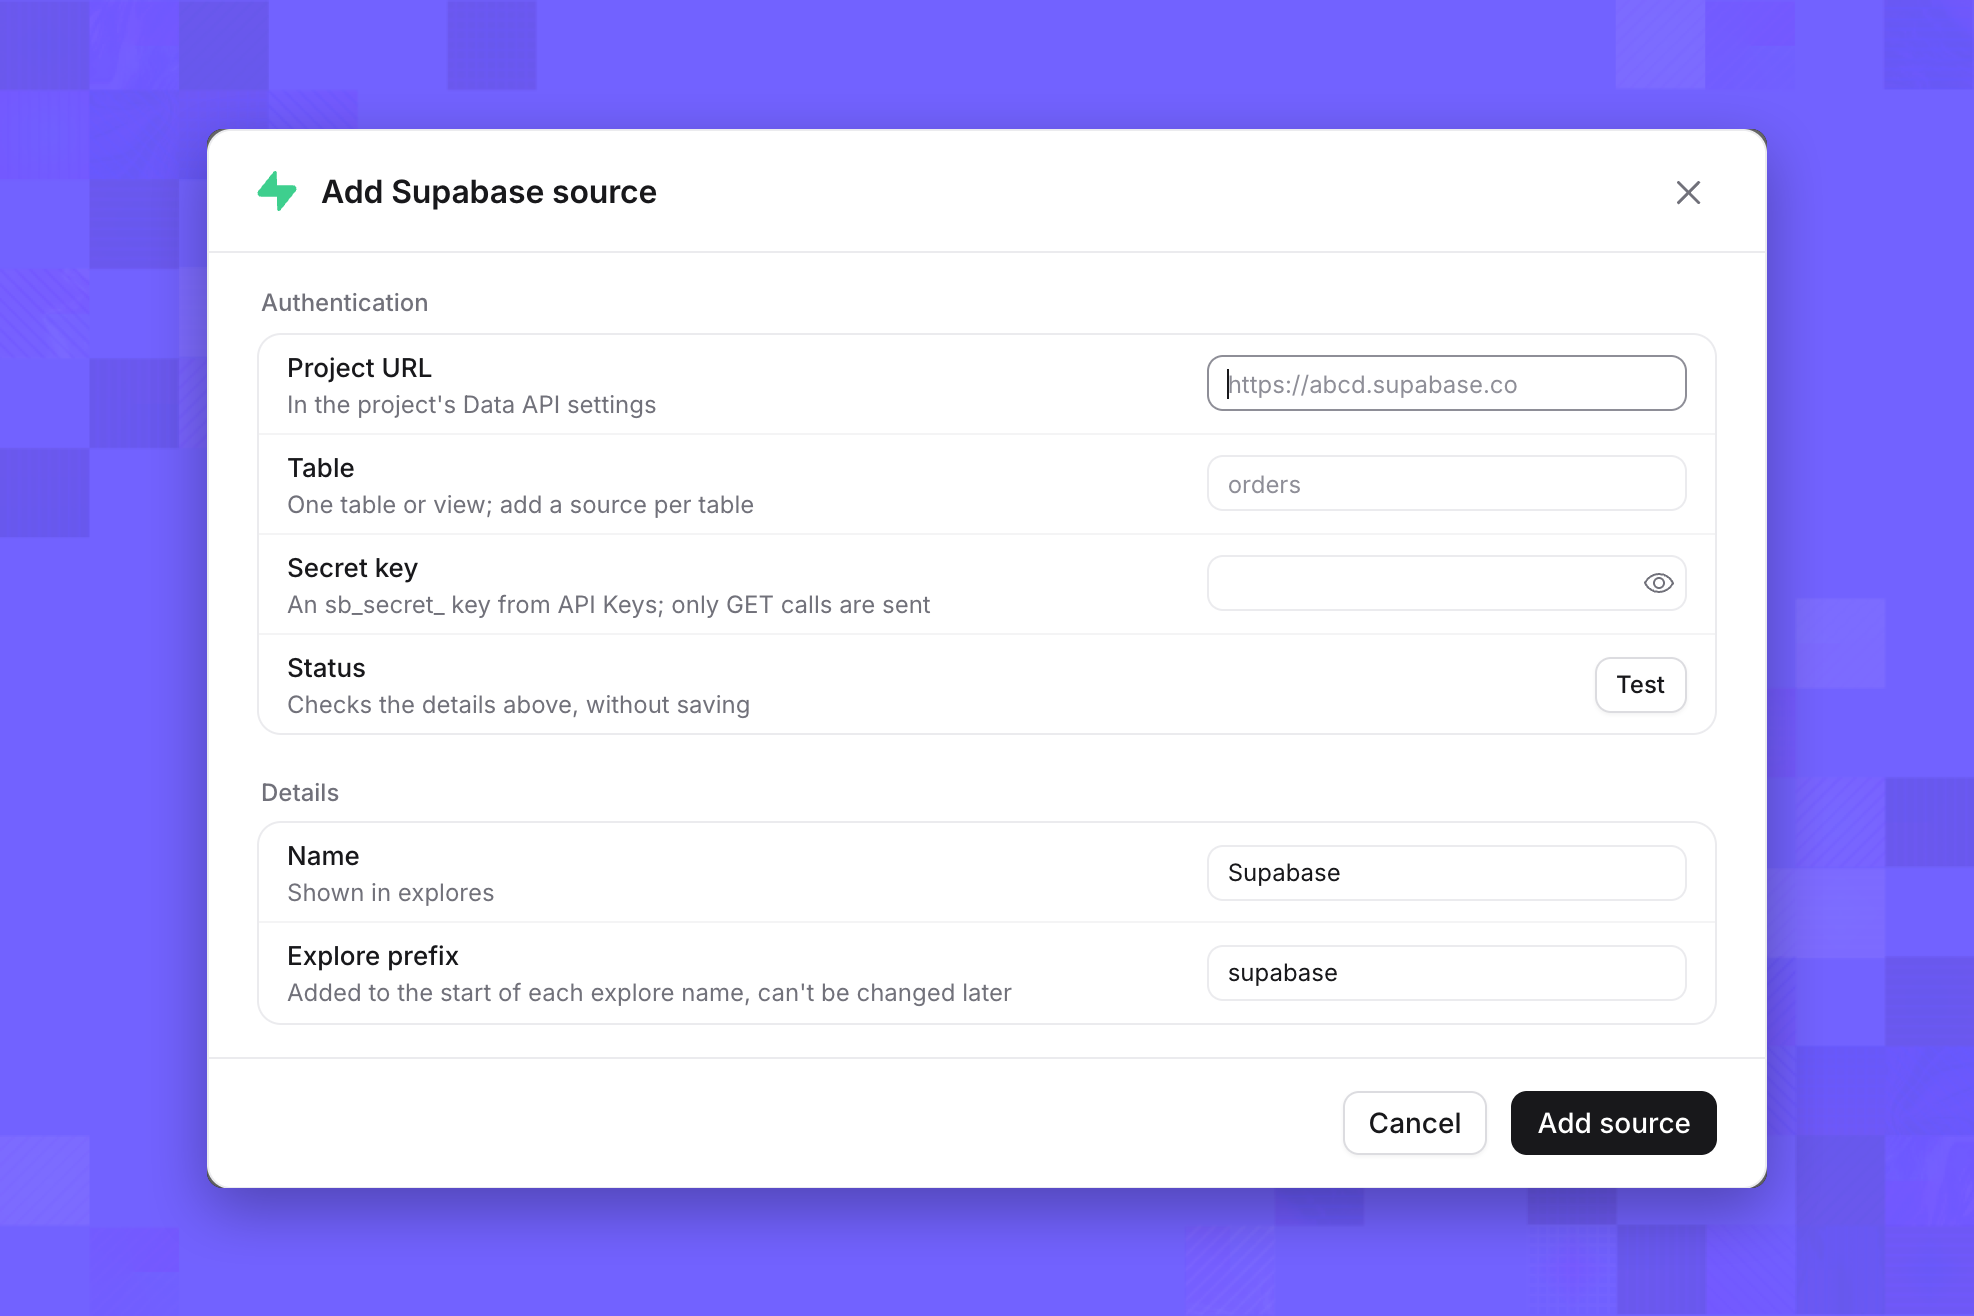 Add Supabase source
Authentication
Project URL
In the project's Data API settings
https://abcd.supabase.co
Table
One table or view; add a source per table
orders
Secret key
An sb_secret_ key from API Keys; only GET calls are sent
Status
Checks the details above, without saving
Test
Details
Name
Shown in explores
Supabase
Explore prefix
Added to the start of each explore name, can't be changed later
supabase
Cancel
Add source